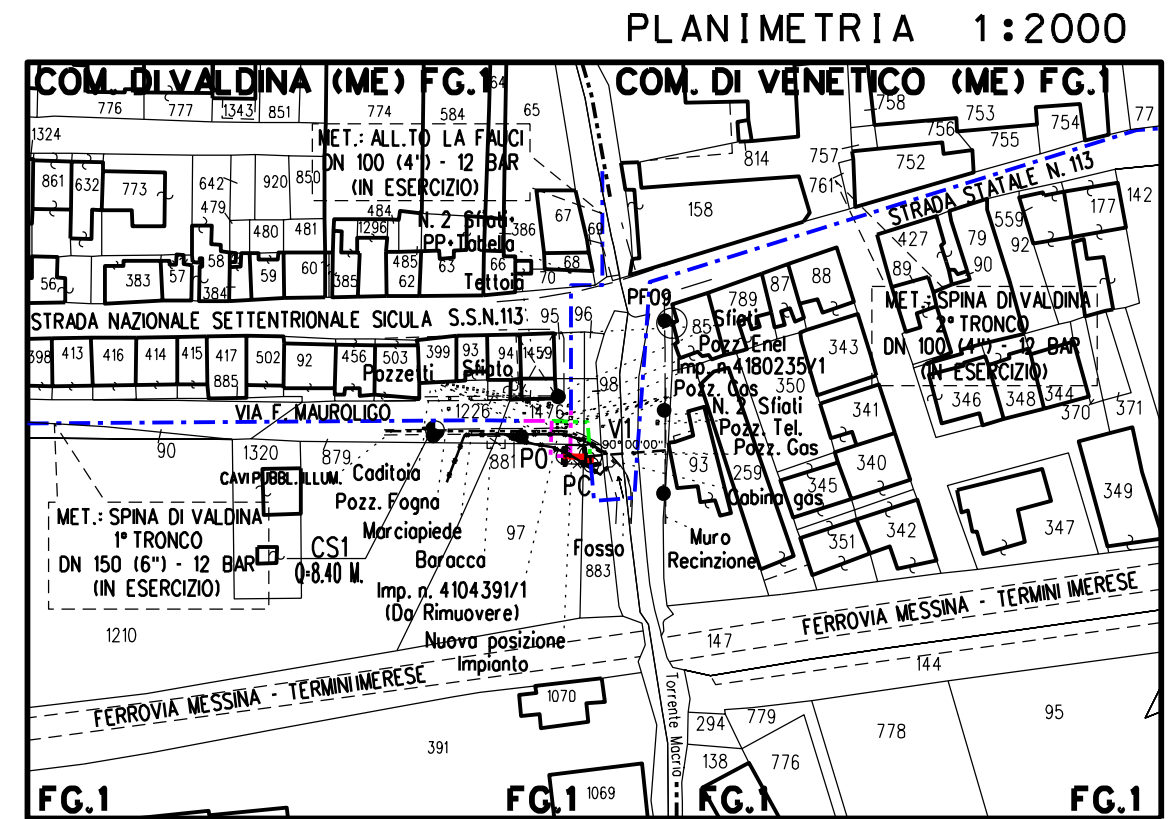 PLANIMETRIA 1:2000
COM. DI VALDINA (ME) FG.1
COM. DI VENETICO (ME) FG.1
776
777
1343
851
774
584
64
65
1324
MET.: ALL.TO LA FAUCI
DN 100 (4") - 12 BAR
(IN ESERCIZIO)
814
757
761
758
753
756
755
754
77
752
861
632
773
642
479
920
850
484
1296
480
481
N. 2 Sfiati
PP+Tabella
Tettoia
386
67
69
68
70
158
STRADA STATALE N. 113
142
177
559
92
79
90
427
89
56
383
57
58
384
59
60
385
485
62
63
66
STRADA NAZIONALE SETTENTRIONALE SICULA S.S.N.113
95
96
PF09
789
87
88
85
MET.: SPINA DI VALDINA
2° TRONCO
DN 100 (4") - 12 BAR
(IN ESERCIZIO)
Sfiati
Pozz Enel
Imp. n.4180235/1
Pozz. Gas
N. 2 Sfiati
Pozz. Tel.
Pozz. Gas
398
413
416
414
415
417
885
502
92
456
503
399
93
94
1459
Pozzetti
Sfiato
98
350
343
341
340
346
348
344
370
371
VIA F. MAUROLIGO
1226
1476
V1
90°00'00"
90
1320
879
881
PO
PC
93
259
345
351
342
347
349
CAVI PUBBL. ILLUM.
Caditoia
Pozz. Fogna
Marciapiede
Baracca
Imp. n. 4104391/1
(Da Rimuovere)
Nuova posizione
Impianto
97
Fosso
883
Cabina gas
Muro
Recinzione
MET.: SPINA DI VALDINA
1° TRONCO
DN 150 (6") - 12 BAR
(IN ESERCIZIO)
CS1
Q=8.40 M.
1210
FERROVIA MESSINA - TERMINI IMERESE
FERROVIA MESSINA - TERMINI IMERESE
147
144
1070
391
Torrente Macria
294
779
138
776
778
95
1069
FG.1
FG.1
FG.1
FG.1